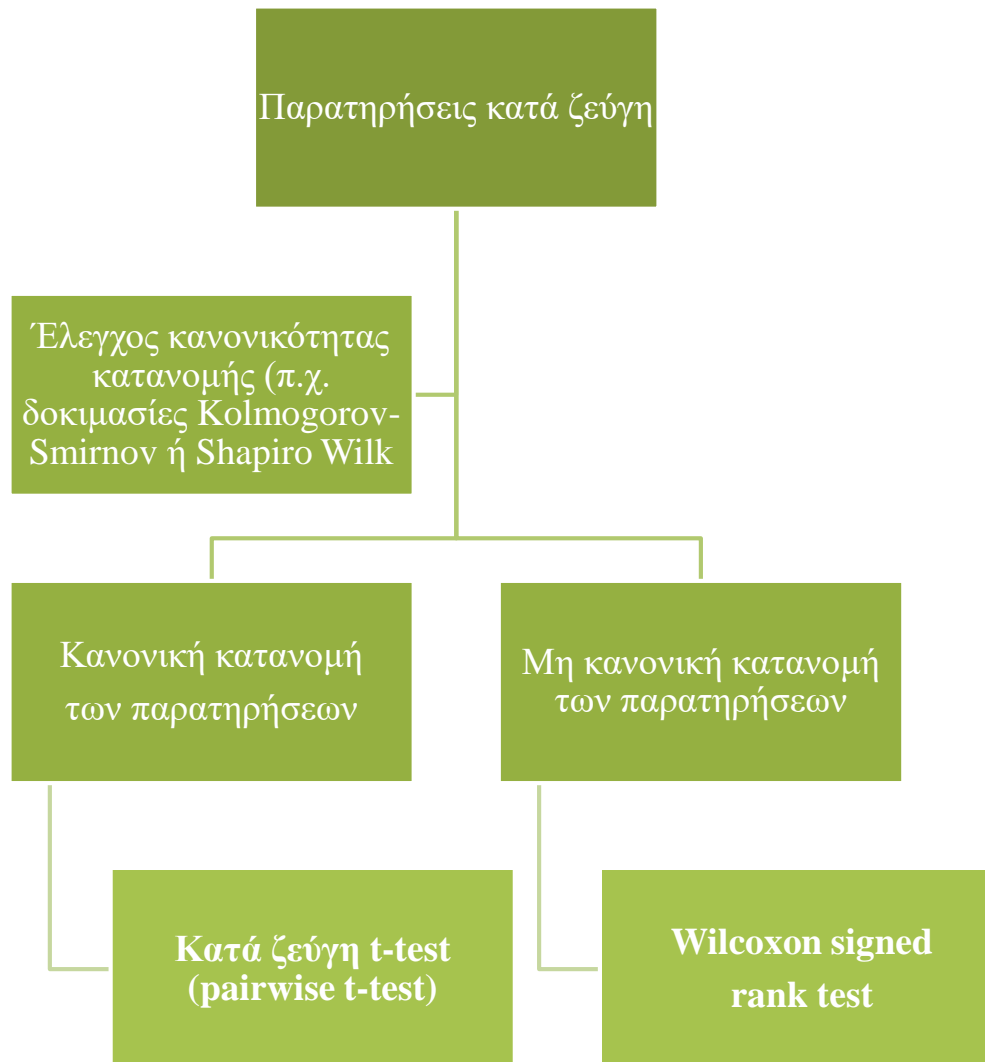 Παρατηρήσεις κατά ζεύγη
Έλεγχος κανονικότητας
κατανομής (π.χ.
δοκιμασίες Kolmogorov-
Smirnov ή Shapiro Wilk
Κανονική κατανομή
των παρατηρήσεων
Μη κανονική κατανομή
των παρατηρήσεων
Κατά ζεύγη t-test
(pairwise t-test)
Wilcoxon signed
rank test